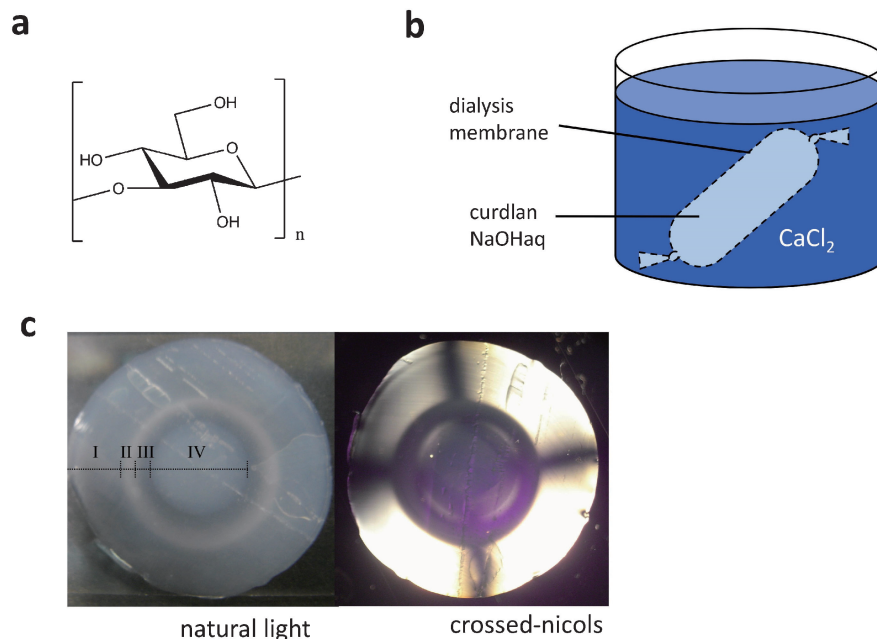 a
b
OH
HO
O
O
OH
n
dialysis
membrane
curdlan
NaOHaq
CaCl₂
c
I II III IV
natural light
crossed-nicols